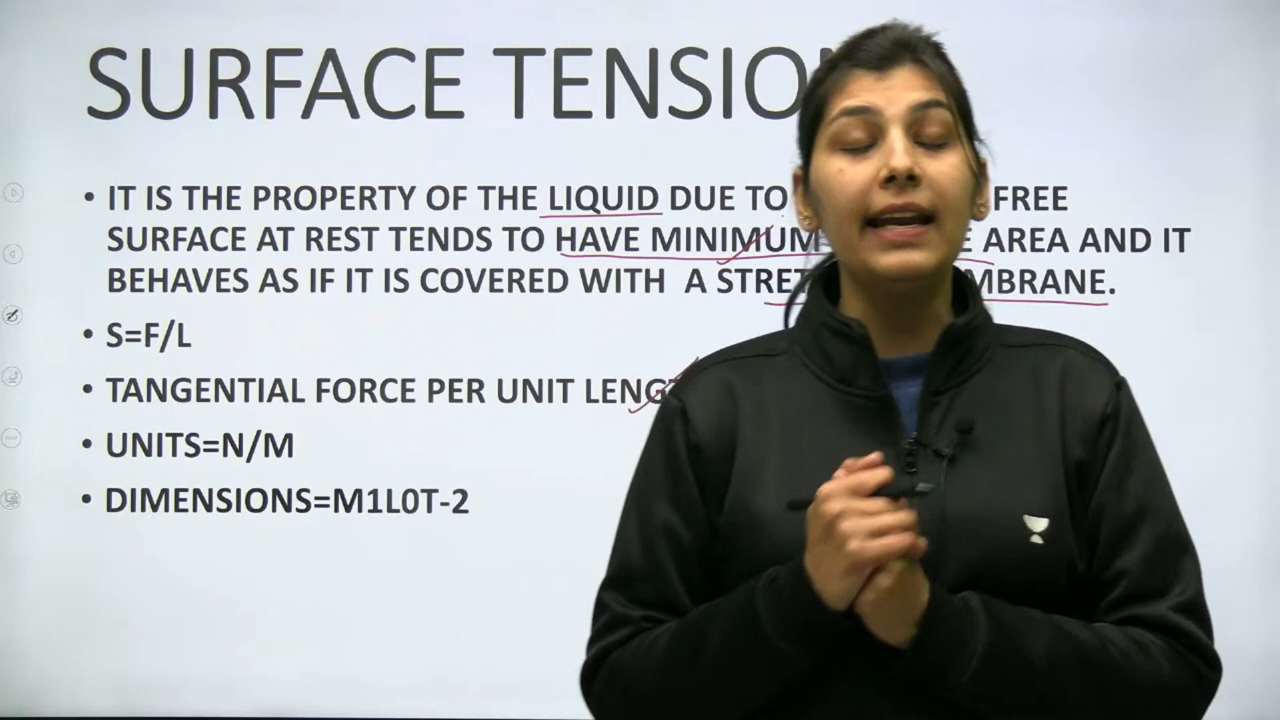 SURFACE TENSIO
• IT IS THE PROPERTY OF THE LIQUID DUE TO FREE
SURFACE AT REST TENDS TO HAVE MINIMUM AREA AND IT
BEHAVES AS IF IT IS COVERED WITH A
• S=F/L
• TANGENTIAL FORCE PER UNIT
• UNITS=N/M
• DIMENSIONS=M1L0T-2